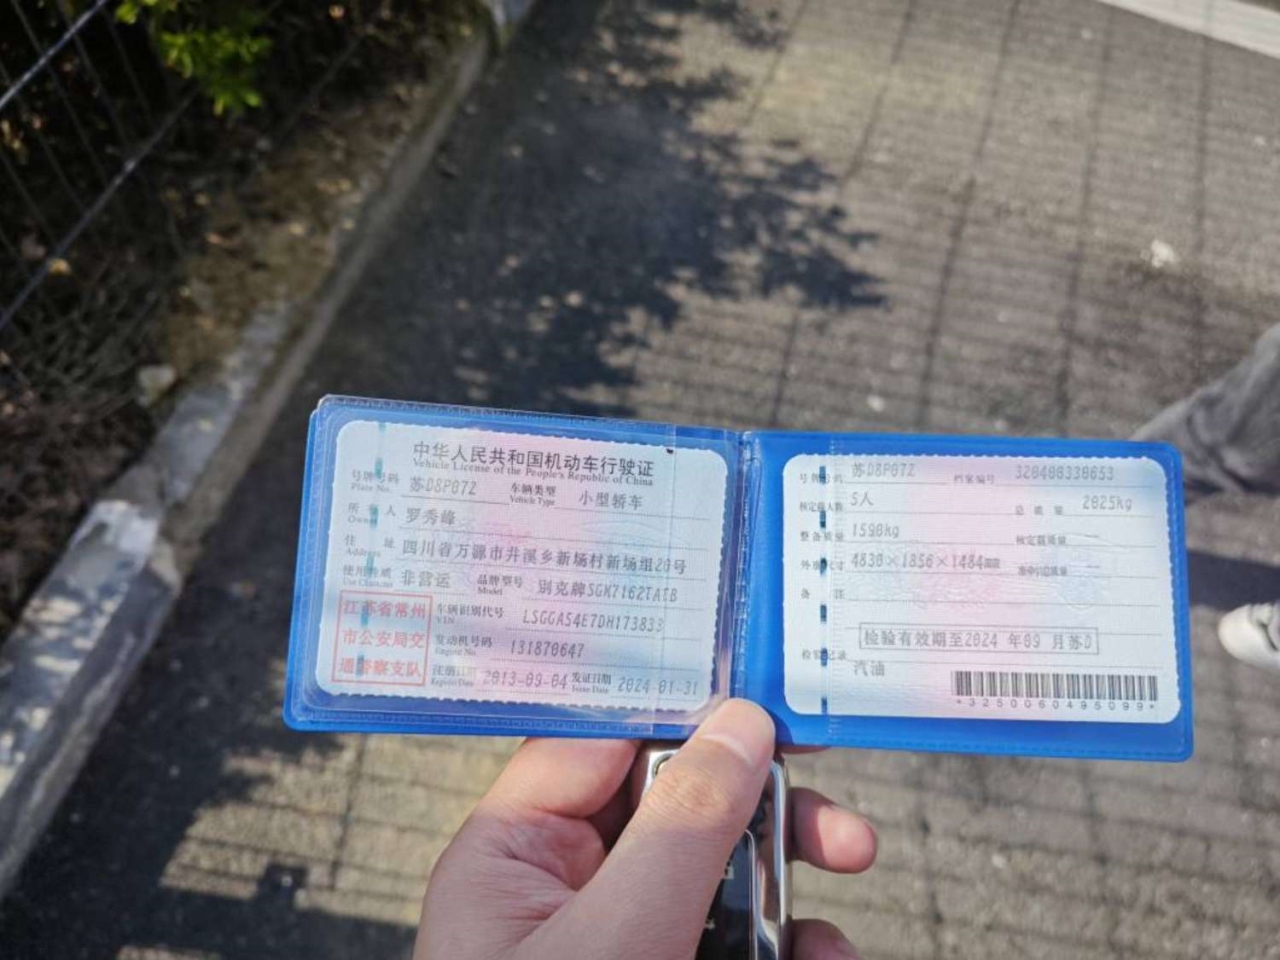 中华人民共和国机动车行驶证
Vehicle License of the People's Republic of China
号牌号码 苏D8P07Z 车辆类型 小型轿车
Plate No. Vehicle Type
所有人 罗秀峰
Owner
住址 四川省万源市井溪乡新场村新场组20号
Address
使用性质 非营运 品牌型号 别克牌SGK7162TATB
Use Character Model
江苏省常州
市公安局交
通警察支队
车辆识别代号 LSGGA54E7DH173833
VIN
发动机号码 131870647
Engine No.
注册日期 2013-09-04 发证日期 2024-01-31
Register Date Issue Date
号牌号码 苏D8P07Z 档案编号 320400330653
核定载人数 5人 总质量 2025kg
整备质量 1590kg 核定载质量
外廓尺寸 4830×1856×1484mm 准牵引总质量
备注
检验有效期至2024年09月苏D
检验记录
汽油
*3250060495099*